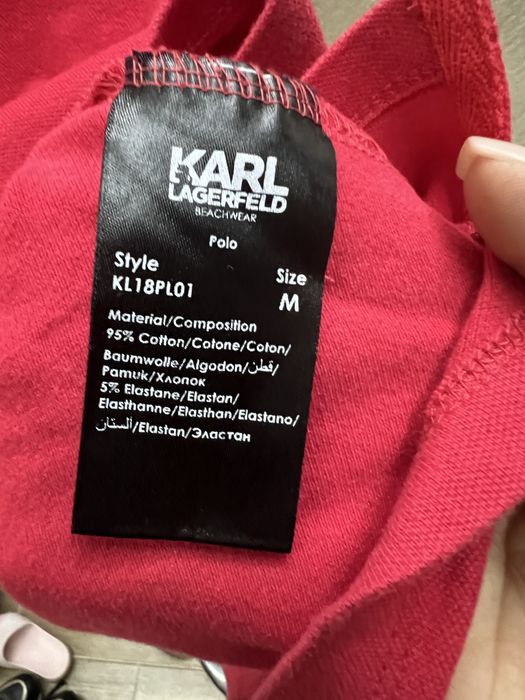 KARL
LAGERFELD
BEACHWEAR
Polo
Style
KL18PL01
Size
M
Material/Composition
95% Cotton/Cotone/Coton/
Baumwolle/Algodon/قطن/
Pamuk/Хлопок
5% Elastane/Elastan/
Elasthanne/Elasthan/Elastano/
الستان/Elastan/Эластан